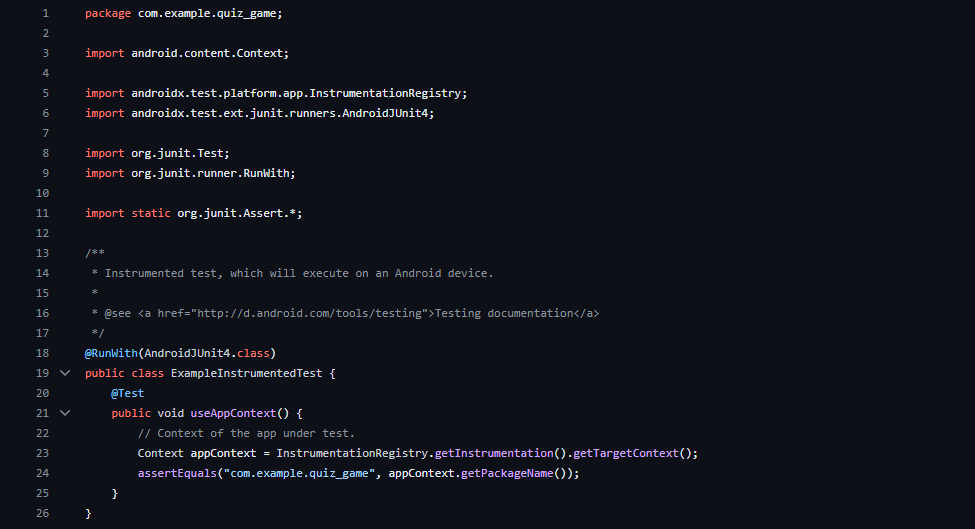 1 package com.example.quiz_game;
2
3 import android.content.Context;
4
5 import androidx.test.platform.app.InstrumentationRegistry;
6 import androidx.test.ext.junit.runners.AndroidJUnit4;
7
8 import org.junit.Test;
9 import org.junit.runner.RunWith;
10
11 import static org.junit.Assert.*;
12
13 /**
14  * Instrumented test, which will execute on an Android device.
15  *
16  * @see <a href="http://d.android.com/tools/testing">Testing documentation</a>
17  */
18 @RunWith(AndroidJUnit4.class)
19 public class ExampleInstrumentedTest {
20     @Test
21     public void useAppContext() {
22         // Context of the app under test.
23         Context appContext = InstrumentationRegistry.getInstrumentation().getTargetContext();
24         assertEquals("com.example.quiz_game", appContext.getPackageName());
25     }
26 }